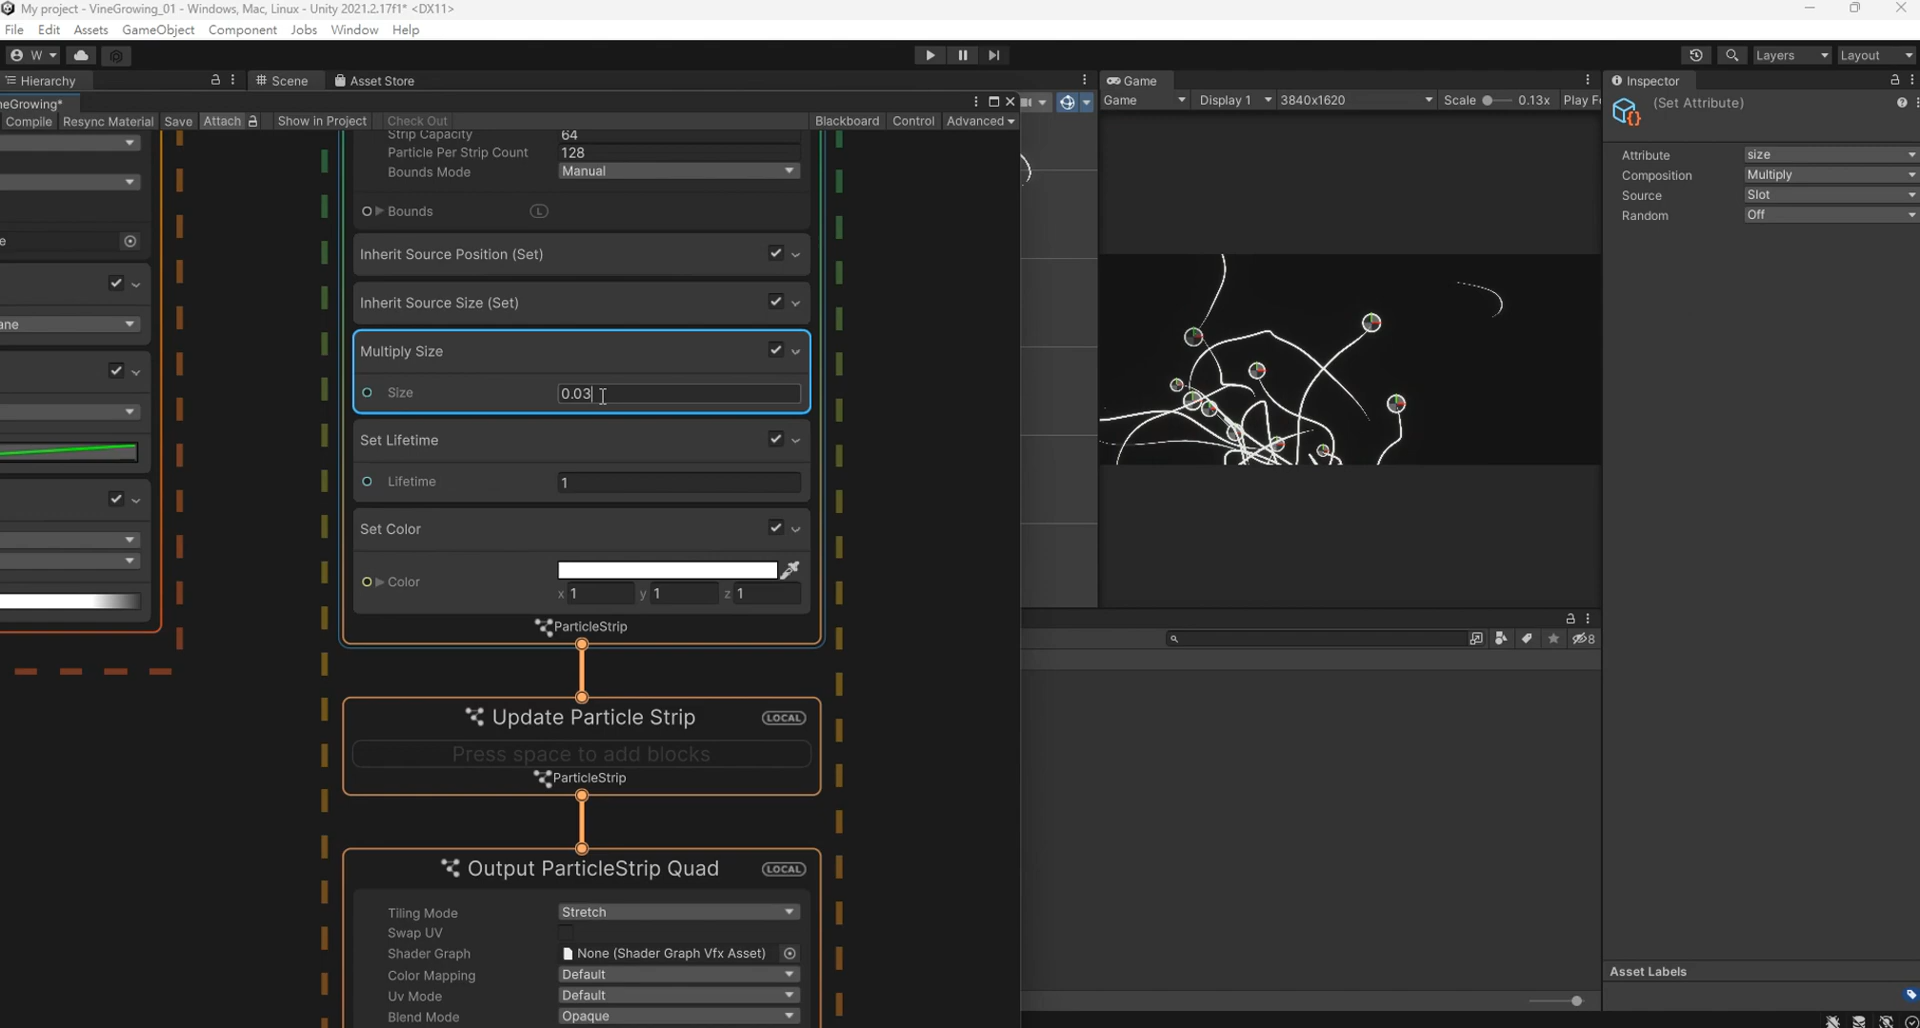 My project - VineGrowing_01 - Windows, Mac, Linux - Unity 2021.2.17f1* <DX11>
File Edit Assets GameObject Component Jobs Window Help
W Layers Layout
Hierarchy Scene Asset Store Game Inspector
neGrowing*
Game Display 1 3840x1620 Scale 0.13x Play Fo
(Set Attribute)
Compile Resync Material Save Attach Show in Project Check Out Blackboard Control Advanced
Strip Capacity 64
Particle Per Strip Count 128
Bounds Mode Manual
Bounds L
Attribute size
Composition Multiply
Source Slot
Random Off
e
Inherit Source Position (Set)
Inherit Source Size (Set)
ane
Multiply Size
Size 0.03
Set Lifetime
Lifetime 1
Set Color
Color
x 1 y 1 z 1
ParticleStrip
8
Update Particle Strip LOCAL
Press space to add blocks
ParticleStrip
Output ParticleStrip Quad LOCAL
Tiling Mode Stretch
Swap UV
Shader Graph None (Shader Graph Vfx Asset)
Color Mapping Default
Uv Mode Default
Blend Mode Opaque
Asset Labels